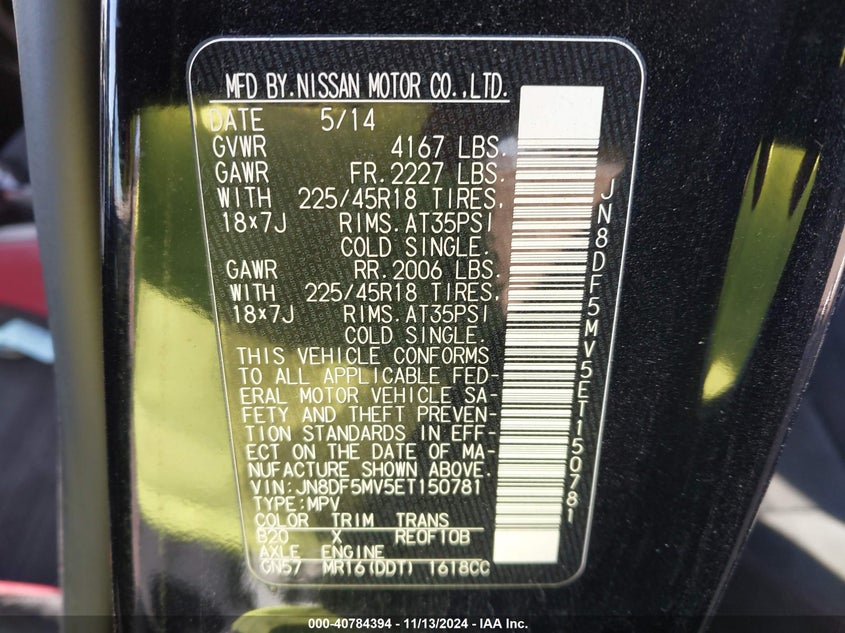 MFD BY.NISSAN MOTOR CO.,LTD.
DATE 5/14
GVWR 4167 LBS.
GAWR FR.2227 LBS.
WITH 225/45R18 TIRES,
18x7J RIMS.AT35PSI
COLD SINGLE.
GAWR RR.2006 LBS.
WITH 225/45R18 TIRES,
18x7J RIMS.AT35PSI
COLD SINGLE.
THIS VEHICLE CONFORMS
TO ALL APPLICABLE FED-
ERAL MOTOR VEHICLE SA-
FETY AND THEFT PREVEN-
TION STANDARDS IN EFF-
ECT ON THE DATE OF MA-
NUFACTURE SHOWN ABOVE.
VIN:JN8DF5MV5ET150781
TYPE:MPV
COLOR TRIM TRANS
B20 X REOF10B
AXLE ENGINE
GN57 MR16(DDT) 1618CC
JN8DF5MV5ET150781
000-40784394 - 11/13/2024 - IAA Inc.